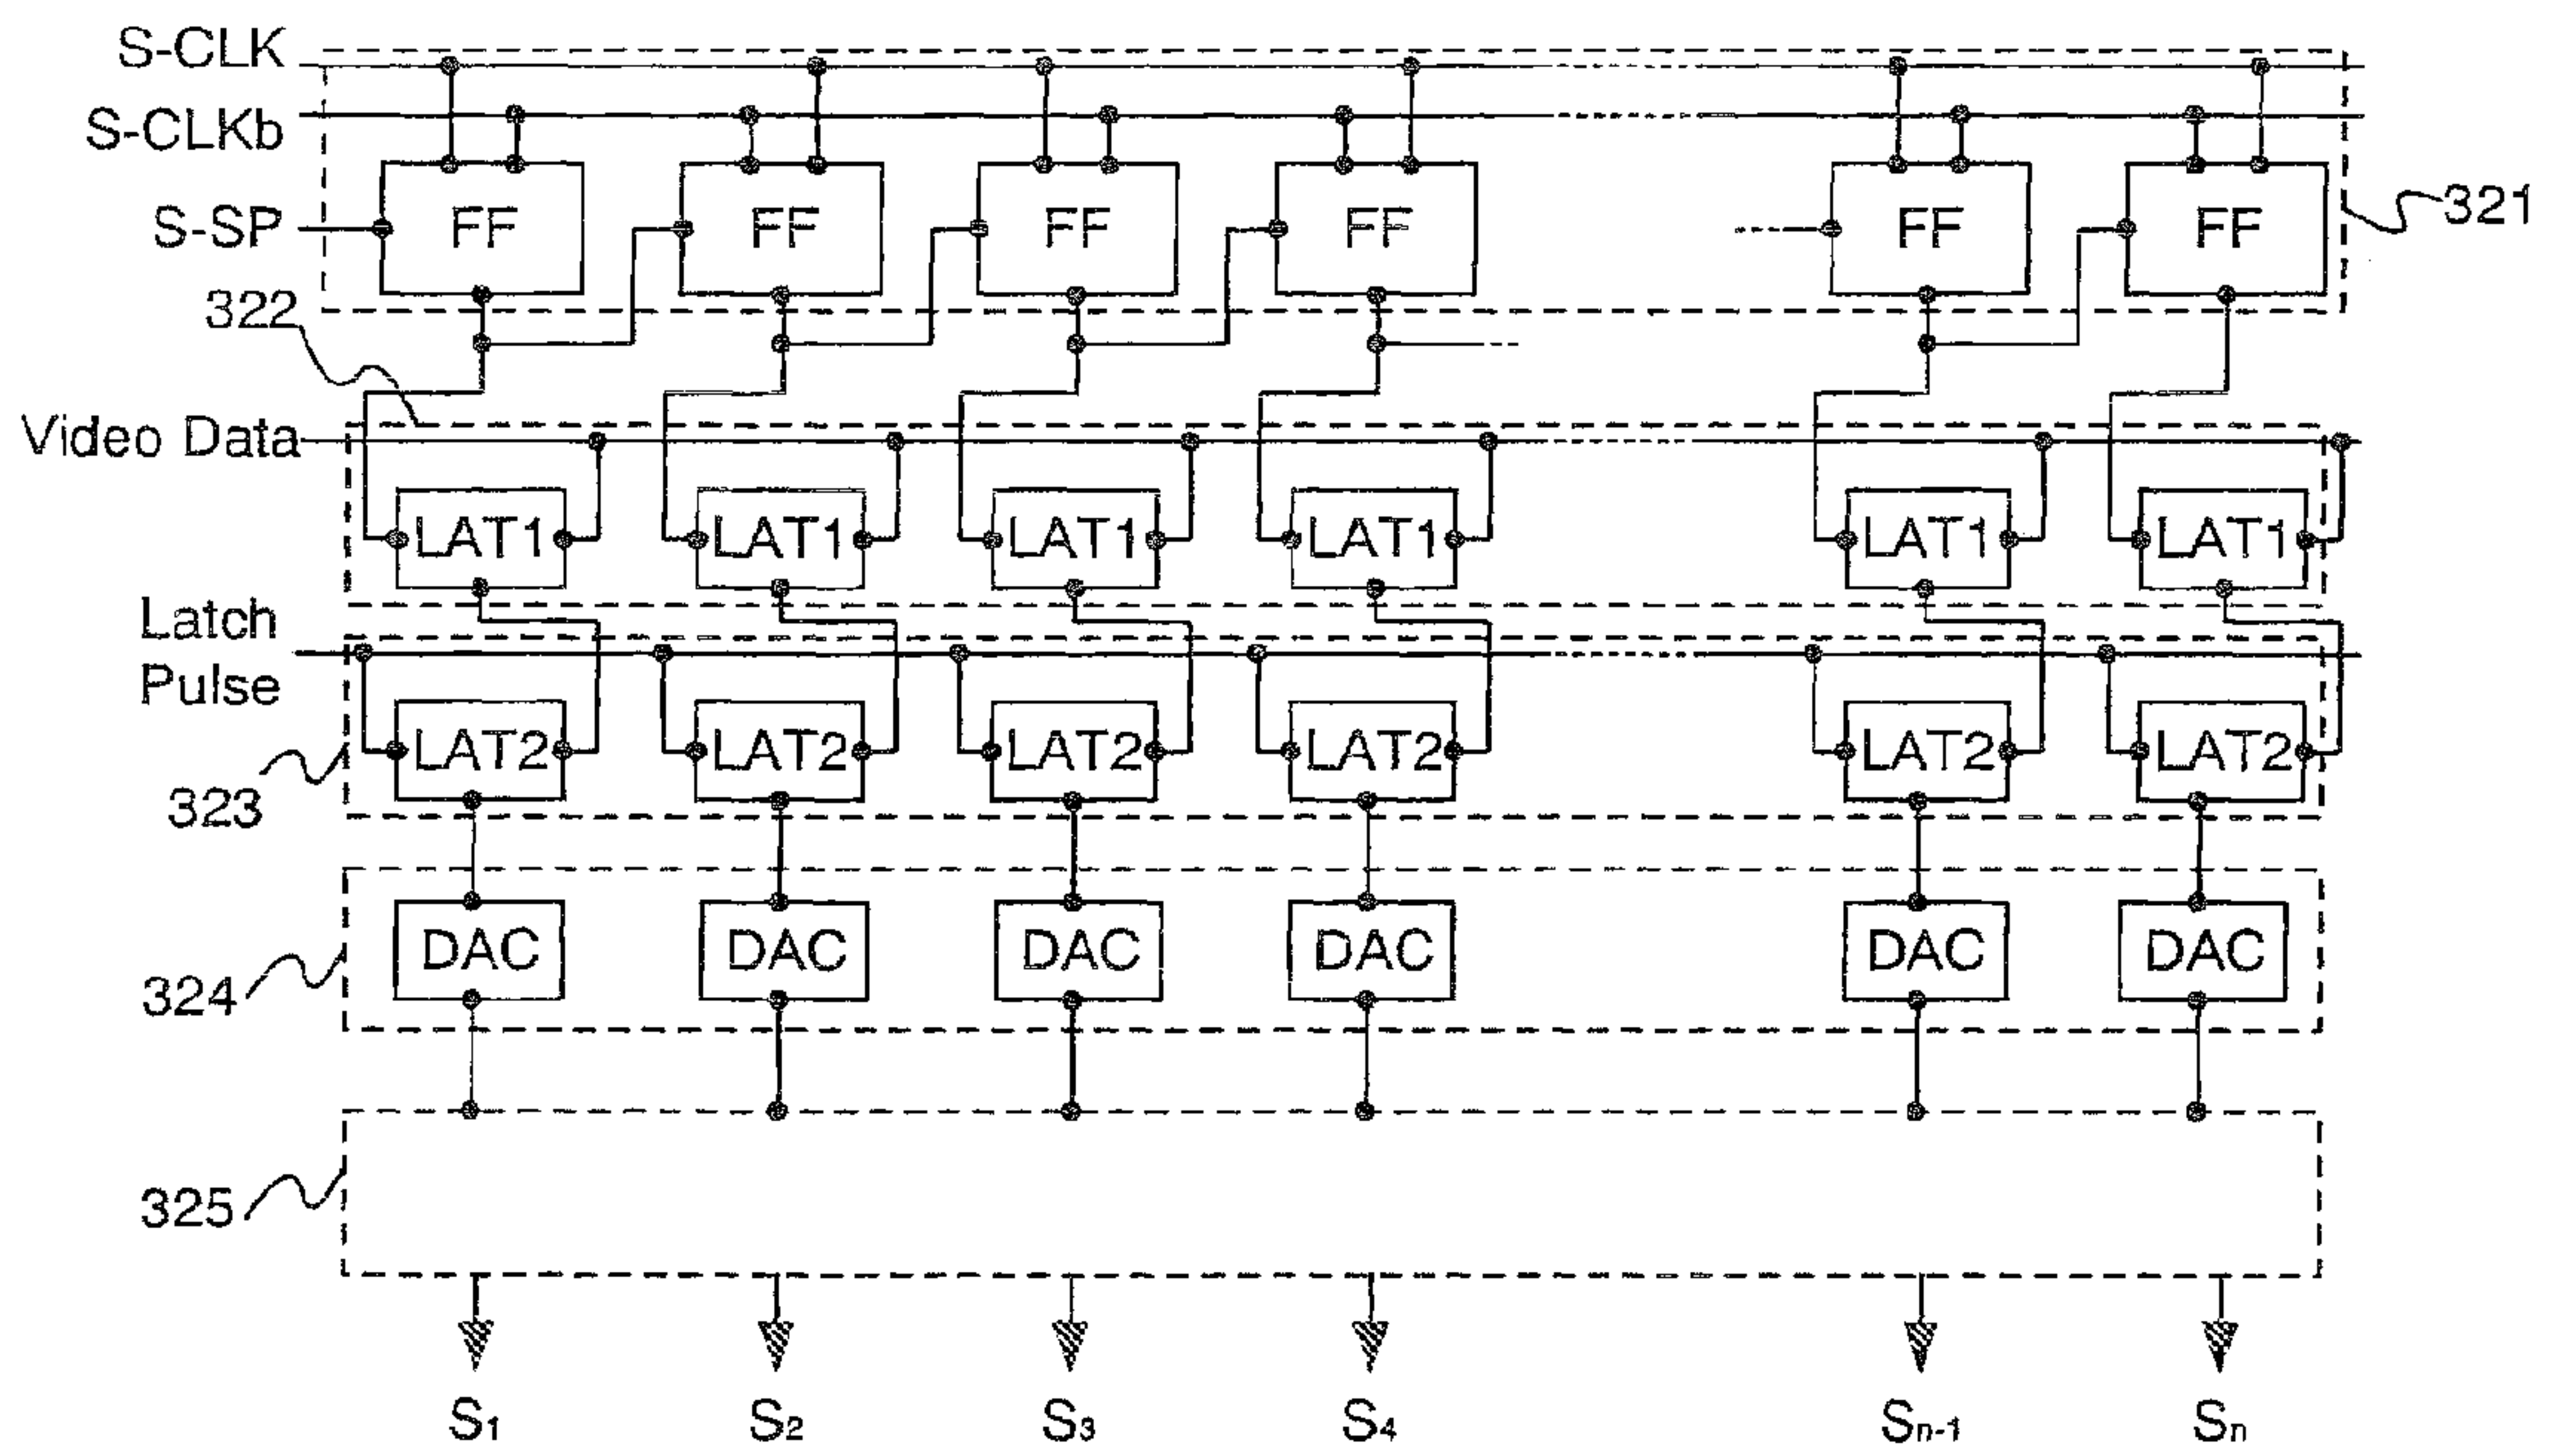 S-CLK
S-CLKb
S-SP
FF FF FF FF FF FF
321
322
Video Data
LAT1 LAT1 LAT1 LAT1 LAT1 LAT1
Latch
Pulse
LAT2 LAT2 LAT2 LAT2 LAT2 LAT2
323
DAC DAC DAC DAC DAC DAC
324
325
S1 S2 S3 S4 Sn-1 Sn